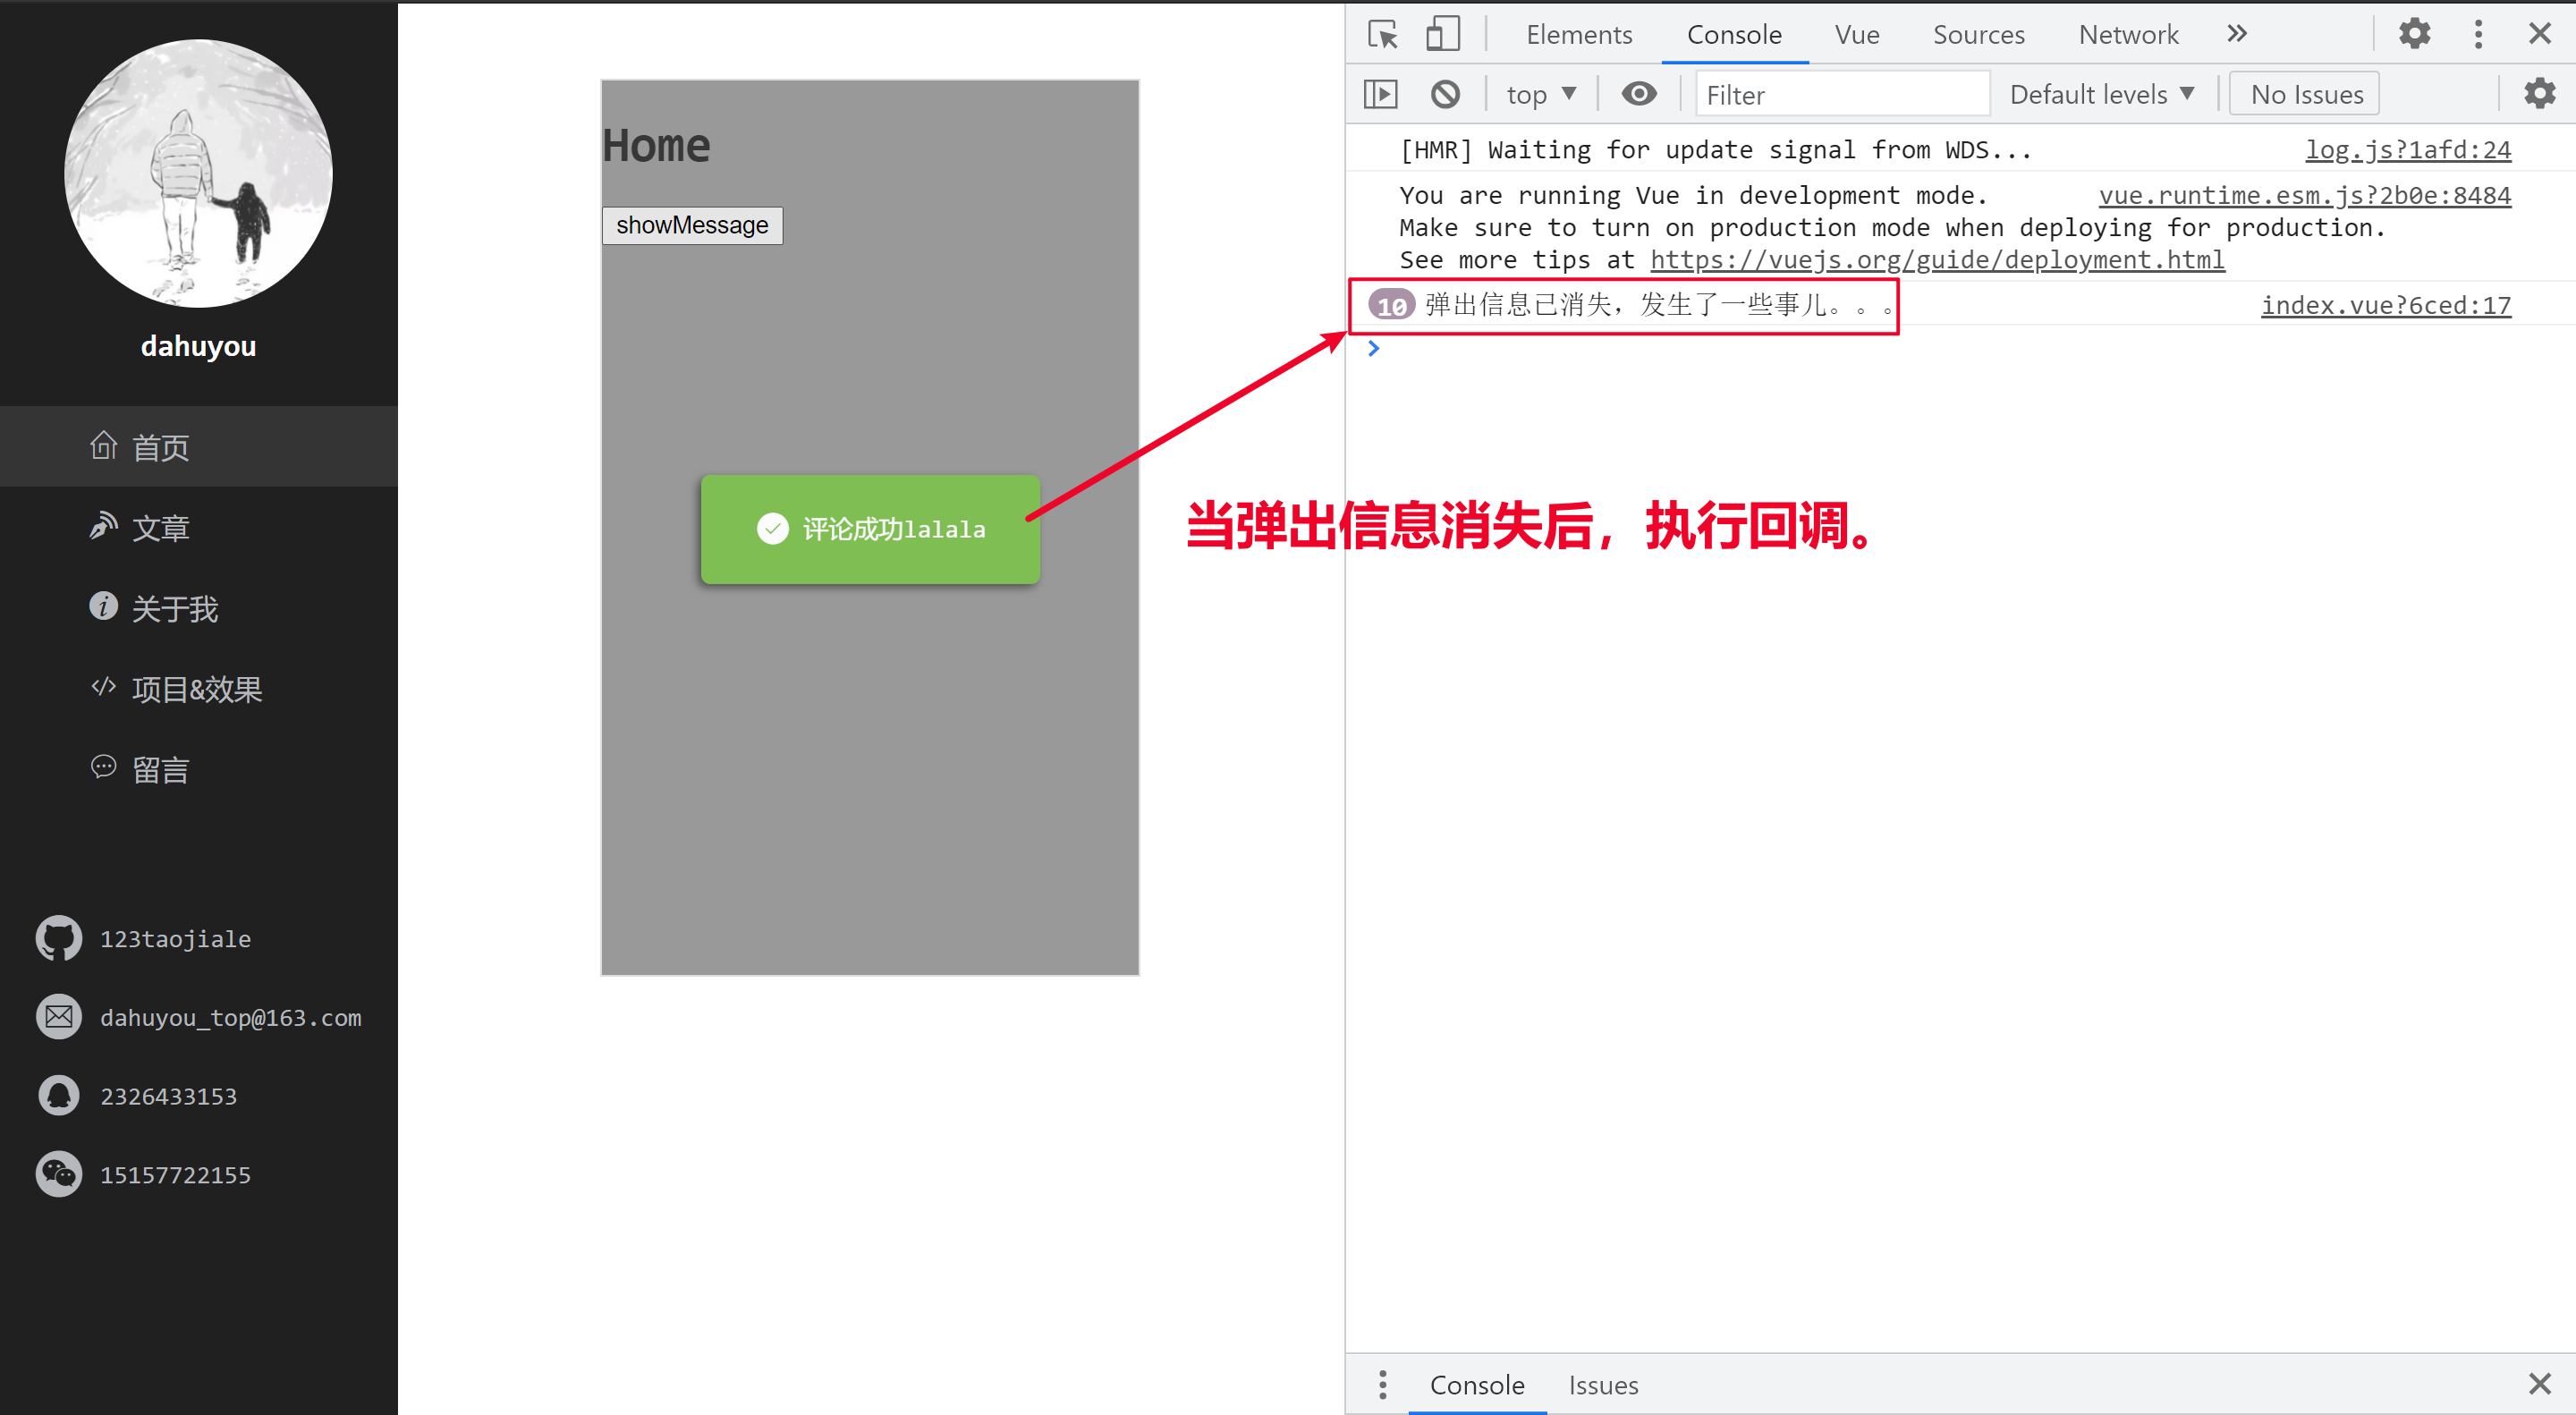 dahuyou
首页
文章
关于我
项目&效果
留言
123taojiale
dahuyou_top@163.com
2326433153
15157722155
Home
showMessage
评论成功lalala
当弹出信息消失后，执行回调。
Elements Console Vue Sources Network »
top ▼ Filter Default levels ▼ No Issues
[HMR] Waiting for update signal from WDS... log.js?1afd:24
You are running Vue in development mode. vue.runtime.esm.js?2b0e:8484
Make sure to turn on production mode when deploying for production.
See more tips at https://vuejs.org/guide/deployment.html
10 弹出信息已消失，发生了一些事儿。。。 index.vue?6ced:17
Console Issues